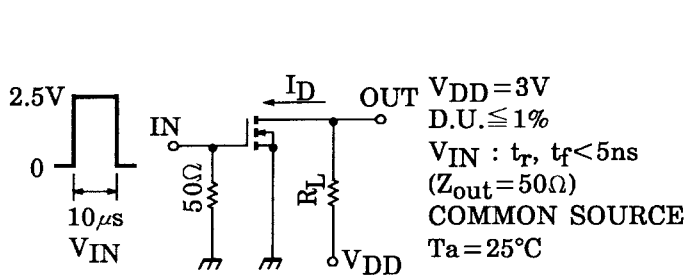 2.5V
0
10μs
VIN
IN
50Ω
ID
OUT
RL
VDD
VDD=3V
D.U.≦1%
VIN : tr, tf<5ns
(Zout=50Ω)
COMMON SOURCE
Ta=25°C